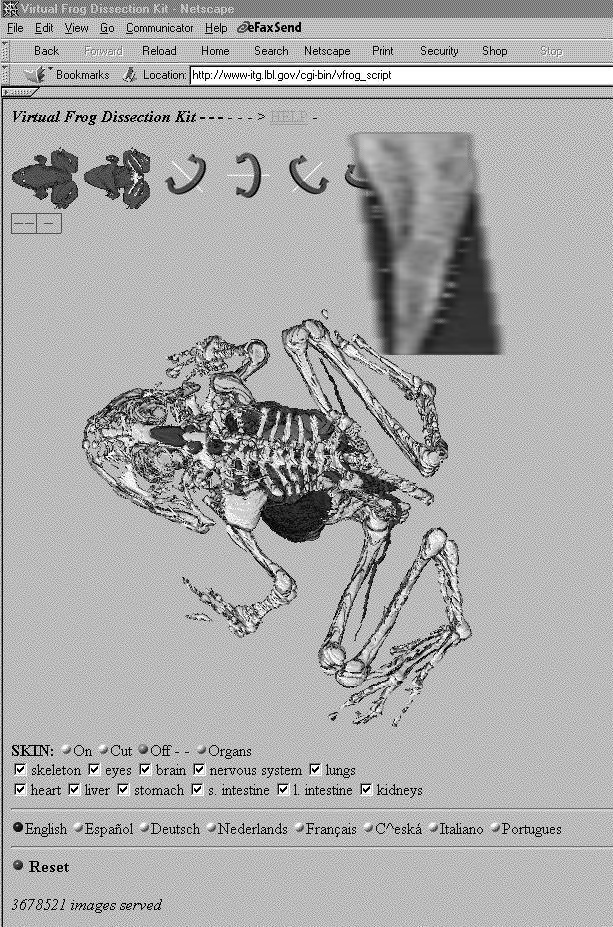 Virtual Frog Dissection Kit - Netscape
File Edit View Go Communicator Help eFaxSend
Back Forward Reload Home Search Netscape Print Security Shop Stop
Bookmarks Location: http://www-itg.lbl.gov/cgi-bin/vfrog_script
Virtual Frog Dissection Kit - - - - - - > HELP -
SKIN: On Cut Off - - Organs
skeleton eyes brain nervous system lungs
heart liver stomach s. intestine l. intestine kidneys
English Español Deutsch Nederlands Français C^eská Italiano Portugues
Reset
3678521 images served